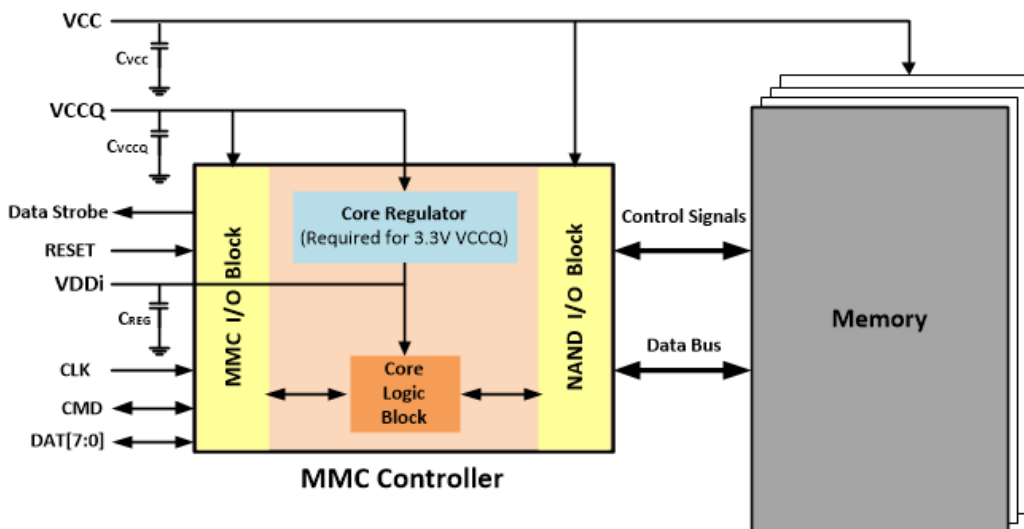 VCC
CVCC
VCCQ
CVCCQ
Data Strobe
RESET
VDDi
CREG
CLK
CMD
DAT[7:0]
MMC I/O Block
Core Regulator
(Required for 3.3V VCCQ)
Core
Logic
Block
NAND I/O Block
MMC Controller
Control Signals
Data Bus
Memory